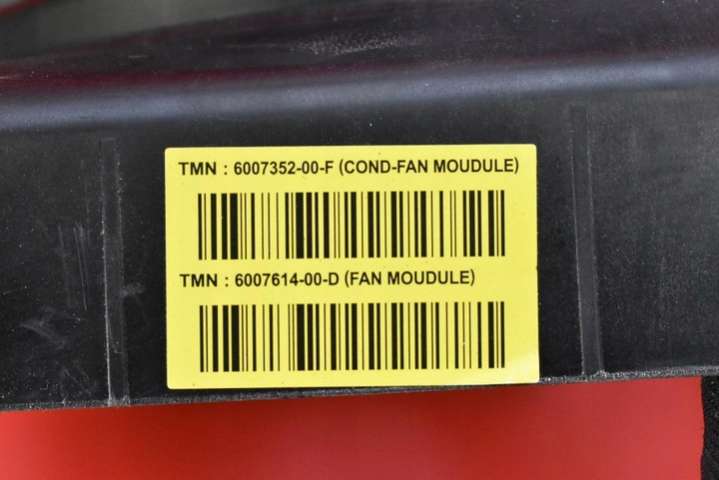 TMN : 6007352-00-F (COND-FAN MOUDULE)
TMN : 6007614-00-D (FAN MOUDULE)